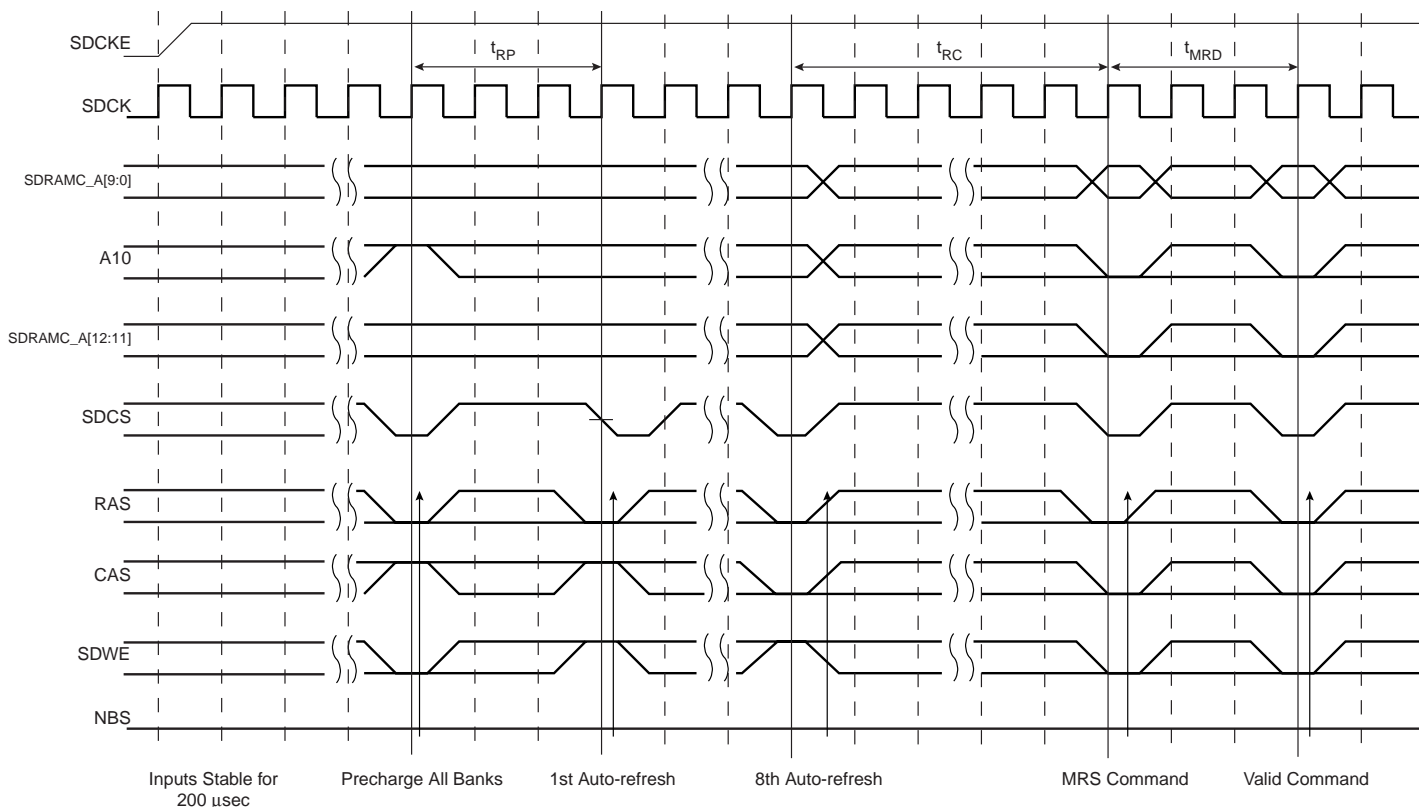 SDCKE
tRP
tRC
tMRD
SDCK
SDRAMC_A[9:0]
A10
SDRAMC_A[12:11]
SDCS
RAS
CAS
SDWE
NBS
Inputs Stable for
200 μsec
Precharge All Banks
1st Auto-refresh
8th Auto-refresh
MRS Command
Valid Command